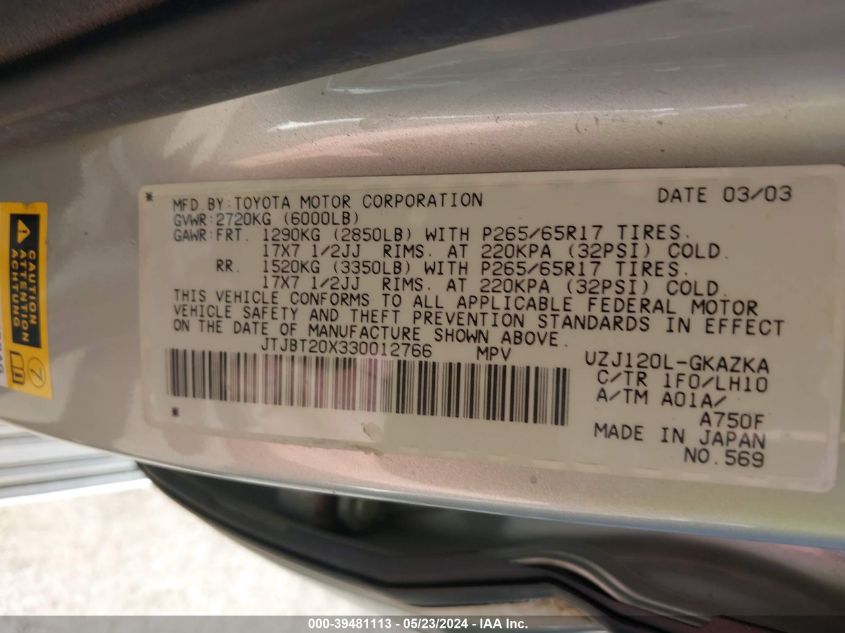 MFD. BY: TOYOTA MOTOR CORPORATION DATE 03/03
GVWR: 2720KG (6000LB)
GAWR: FRT. 1290KG (2850LB) WITH P265/65R17 TIRES.
17X7 1/2JJ RIMS. AT 220KPA (32PSI) COLD.
RR. 1520KG (3350LB) WITH P265/65R17 TIRES.
17X7 1/2JJ RIMS. AT 220KPA (32PSI) COLD.
THIS VEHICLE CONFORMS TO ALL APPLICABLE FEDERAL MOTOR
VEHICLE SAFETY AND THEFT PREVENTION STANDARDS IN EFFECT
ON THE DATE OF MANUFACTURE SHOWN ABOVE.
JTJBT20X330012766 MPV UZJ120L-GKAZKA
C/TR 1F0/LH10
A/TM A01A/
A750F
MADE IN JAPAN
NO.569
CAUTION
ATTENTION
ACHTUNG
7
000-39481113 - 05/23/2024 - IAA, Inc.